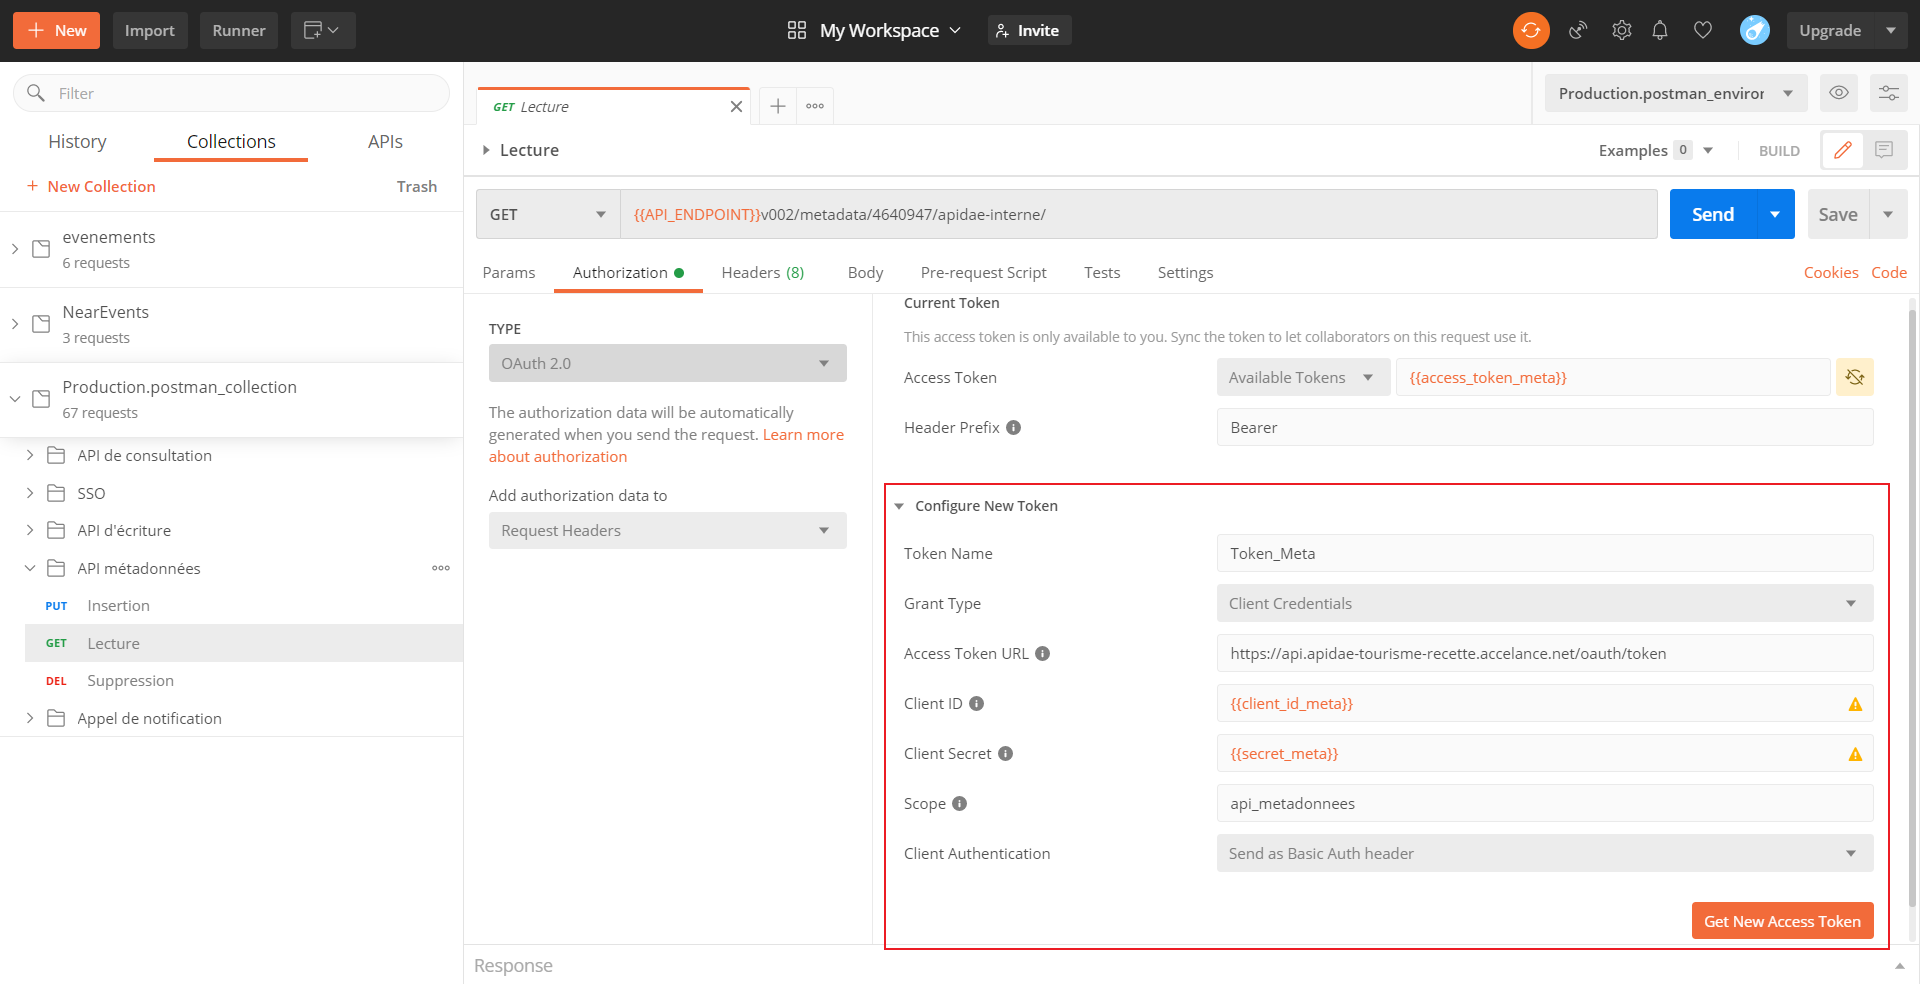 New
Import
Runner
My Workspace
Invite
Upgrade
Filter
History
Collections
APIs
+ New Collection
Trash
evenements
6 requests
NearEvents
3 requests
Production.postman_collection
67 requests
API de consultation
SSO
API d'écriture
API métadonnées
PUT Insertion
GET Lecture
DEL Suppression
Appel de notification
GET Lecture
Production.postman_enviror
Lecture
Examples 0
BUILD
GET
{{API_ENDPOINT}}v002/metadata/4640947/apidae-interne/
Send
Save
Params
Authorization
Headers (8)
Body
Pre-request Script
Tests
Settings
Cookies
Code
TYPE
OAuth 2.0
The authorization data will be automatically
generated when you send the request. Learn more
about authorization
Add authorization data to
Request Headers
Current Token
This access token is only available to you. Sync the token to let collaborators on this request use it.
Access Token
Available Tokens
{{access_token_meta}}
Header Prefix
Bearer
Configure New Token
Token Name
Token_Meta
Grant Type
Client Credentials
Access Token URL
https://api.apidae-tourisme-recette.accelance.net/oauth/token
Client ID
{{client_id_meta}}
Client Secret
{{secret_meta}}
Scope
api_metadonnees
Client Authentication
Send as Basic Auth header
Get New Access Token
Response